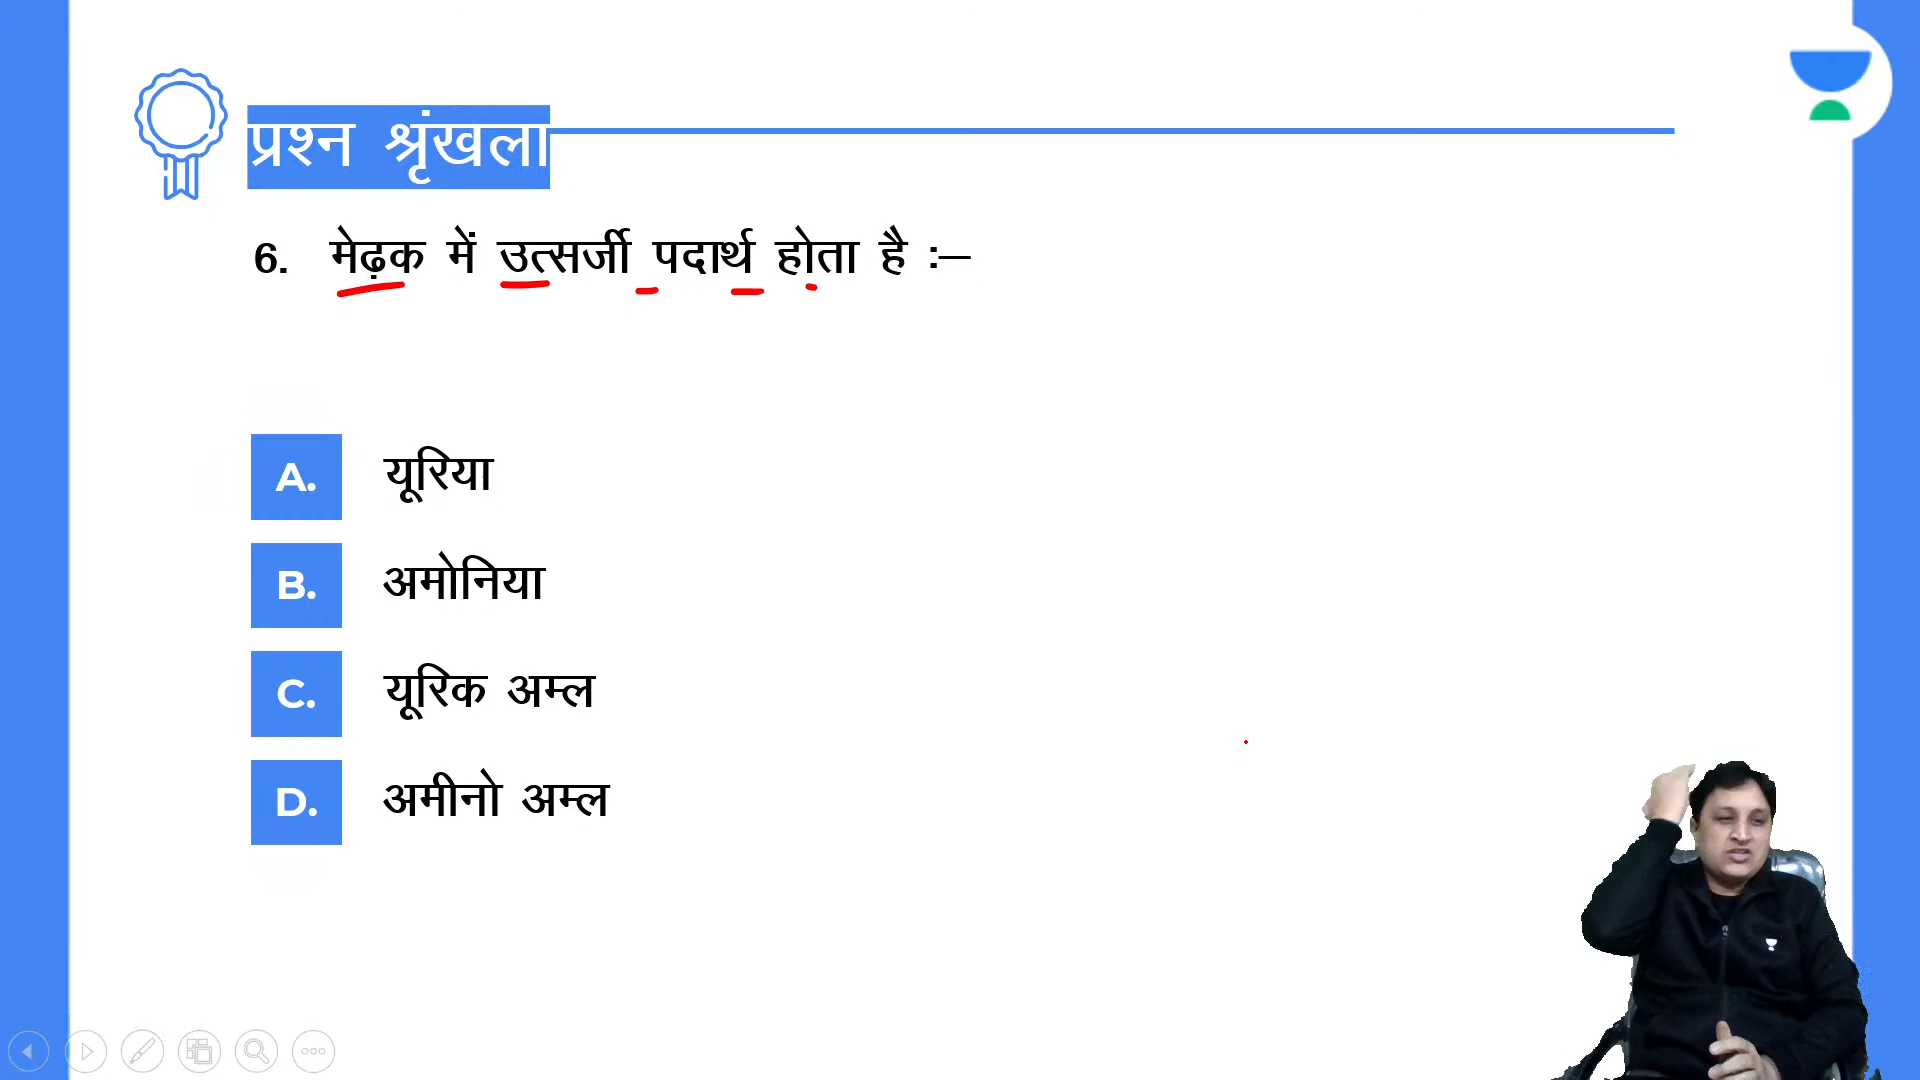 प्रश्न श्रृंखला
6. मेढ़क में उत्सर्जी पदार्थ होता है :–
A. यूरिया
B. अमोनिया
C. यूरिक अम्ल
D. अमीनो अम्ल